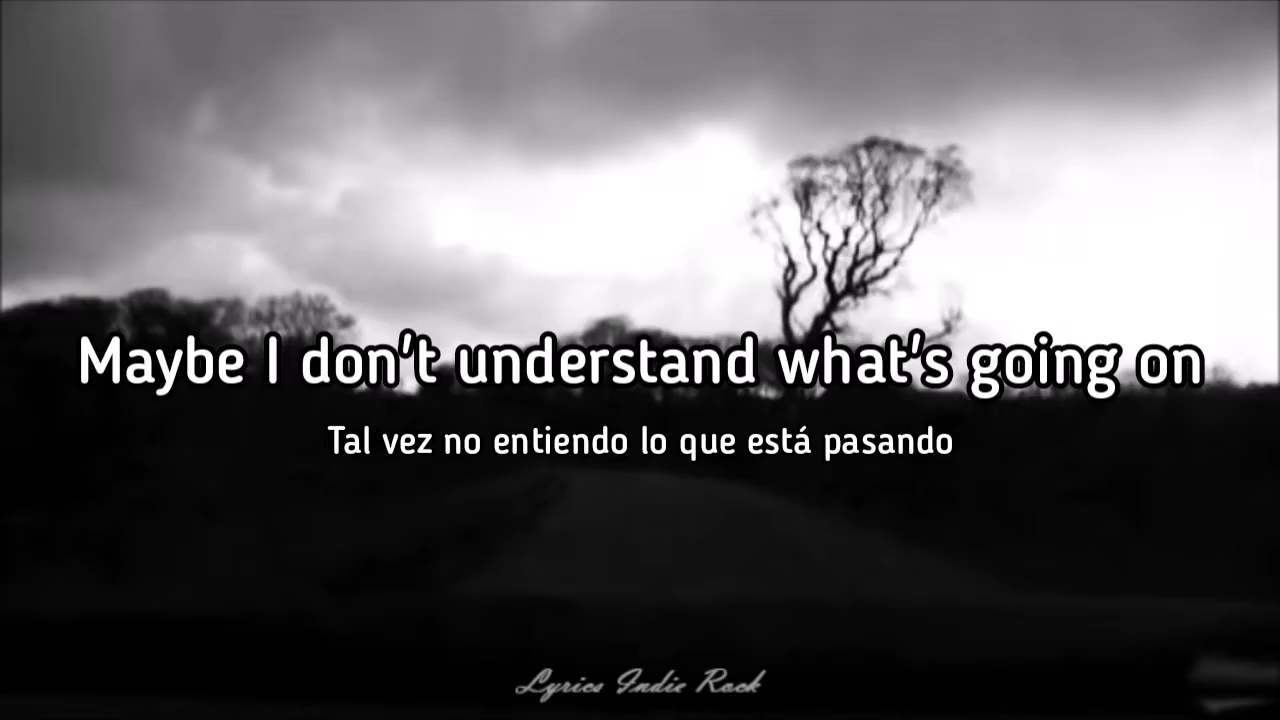 Maybe I don't understand what's going on
Tal vez no entiendo lo que está pasando
Lyrics Indie Rock